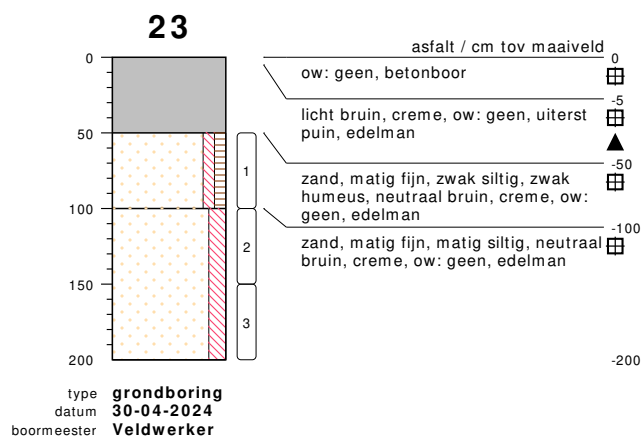 23
asfalt / cm tov maaiveld
0
0
ow: geen, betonboor
-5
licht bruin, creme, ow: geen, uiterst
puin, edelman
50
-50
1
zand, matig fijn, zwak siltig, zwak
humeus, neutraal bruin, creme, ow:
geen, edelman
100
-100
2
zand, matig fijn, matig siltig, neutraal
bruin, creme, ow: geen, edelman
150
3
200
-200
type grondboring
datum 30-04-2024
boormeester Veldwerker